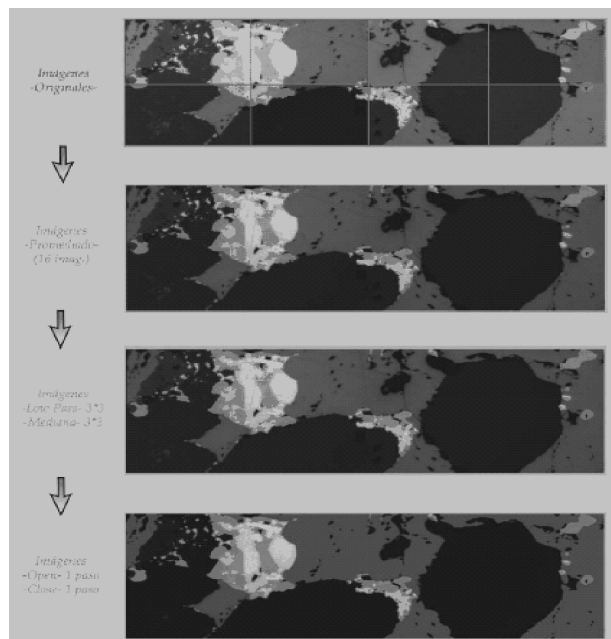 Imágenes
-Originales-
Imágenes
-Promediado-
(16 imag.)
Imágenes
-Low Pass- 3*3
-Mediana- 3*3
Imágenes
-Open- 1 paso
-Close- 1 paso